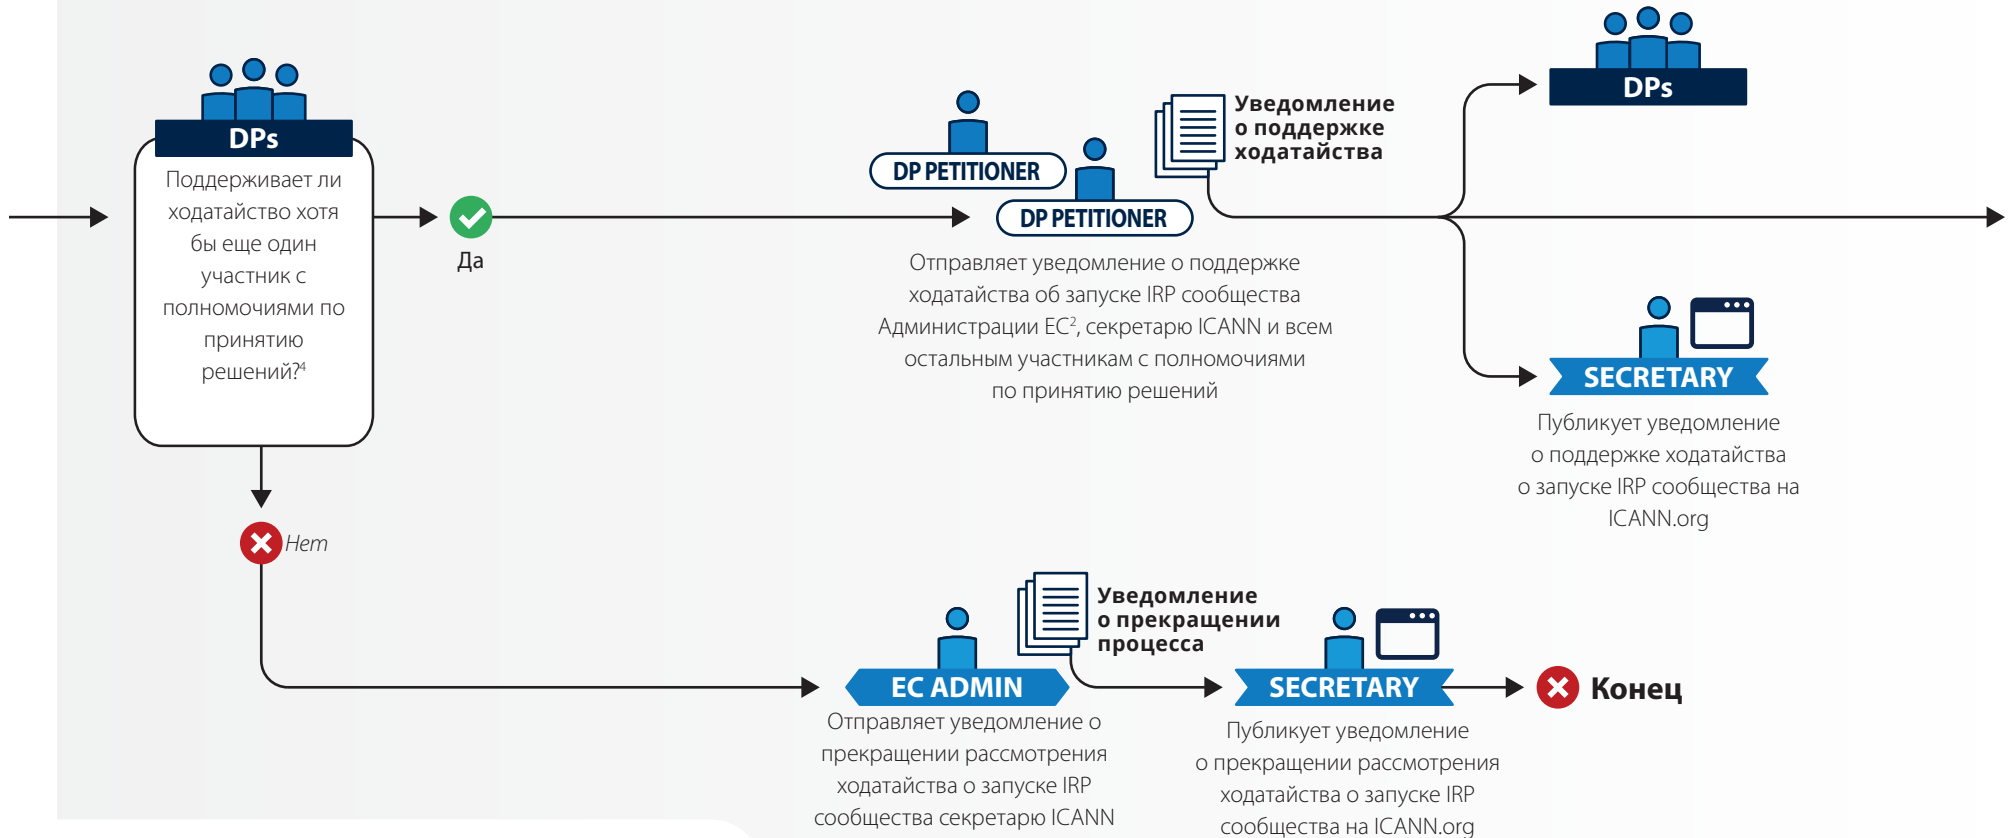 DPs
Поддерживает ли
ходатайство хотя
бы еще один
участник с
полномочиями по
принятию
решений?⁴
Да
Нет
DP PETITIONER
DP PETITIONER
Отправляет уведомление о поддержке
ходатайства об запуске IRP сообщества
Администрации EC², секретарю ICANN и всем
остальным участникам с полномочиями
по принятию решений
Уведомление
о поддержке
ходатайства
DPs
SECRETARY
Публикует уведомление
о поддержке ходатайства
о запуске IRP сообщества на
ICANN.org
EC ADMIN
Отправляет уведомление о
прекращении рассмотрения
ходатайства о запуске IRP
сообщества секретарю ICANN
Уведомление
о прекращении
процесса
SECRETARY
Публикует уведомление
о прекращении рассмотрения
ходатайства о запуске IRP
сообщества на ICANN.org
Конец